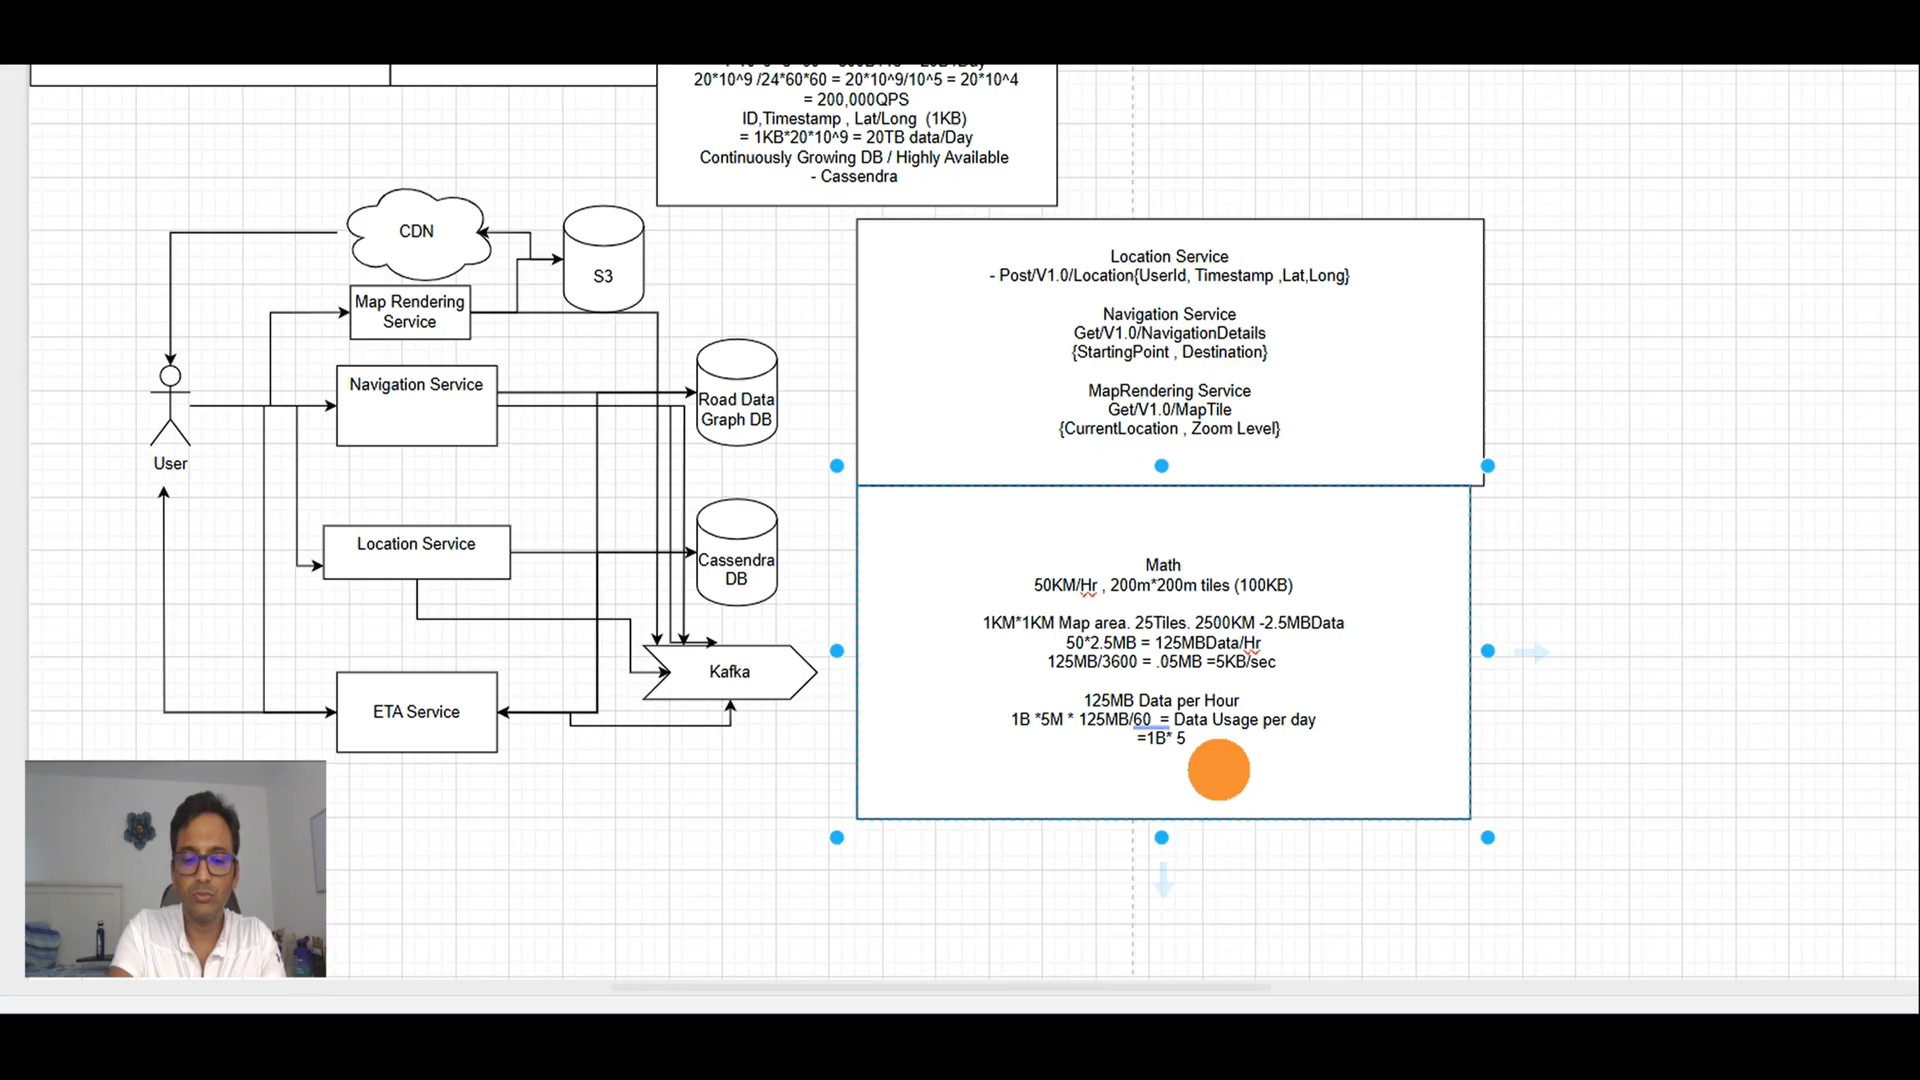 20*10^9 /24*60*60 = 20*10^9/10^5 = 20*10^4
= 200,000QPS
ID,Timestamp , Lat/Long (1KB)
= 1KB*20*10^9 = 20TB data/Day
Continuously Growing DB / Highly Available
- Cassendra
CDN
S3
Map Rendering
Service
Navigation Service
Road Data
Graph DB
User
Location Service
Cassendra
DB
Kafka
ETA Service
Location Service
- Post/V1.0/Location{UserId, Timestamp ,Lat,Long}
Navigation Service
Get/V1.0/NavigationDetails
{StartingPoint , Destination}
MapRendering Service
Get/V1.0/MapTile
{CurrentLocation , Zoom Level}
Math
50KM/Hr , 200m*200m tiles (100KB)
1KM*1KM Map area. 25Tiles. 2500KM -2.5MBData
50*2.5MB = 125MBData/Hr
125MB/3600 = .05MB =5KB/sec
125MB Data per Hour
1B *5M * 125MB/60 = Data Usage per day
=1B* 5